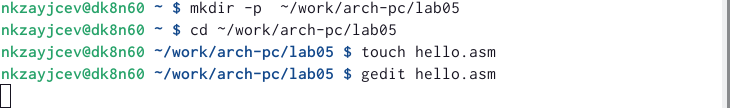 nkzayjcev@dk8n60 ~ $ mkdir -p  ~/work/arch-pc/lab05
nkzayjcev@dk8n60 ~ $ cd ~/work/arch-pc/lab05
nkzayjcev@dk8n60 ~/work/arch-pc/lab05 $ touch hello.asm
nkzayjcev@dk8n60 ~/work/arch-pc/lab05 $ gedit hello.asm